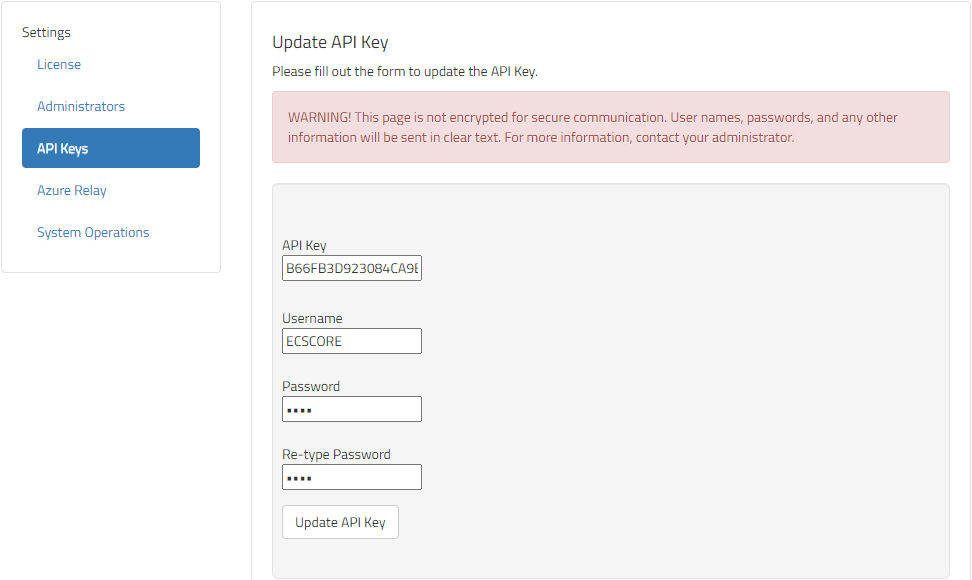 Settings
License
Administrators
API Keys
Azure Relay
System Operations
Update API Key
Please fill out the form to update the API Key.
WARNING! This page is not encrypted for secure communication. User names, passwords, and any other
information will be sent in clear text. For more information, contact your administrator.
API Key
B66FB3D923084CA9E
Username
ECSCORE
Password
••••
Re-type Password
••••
Update API Key